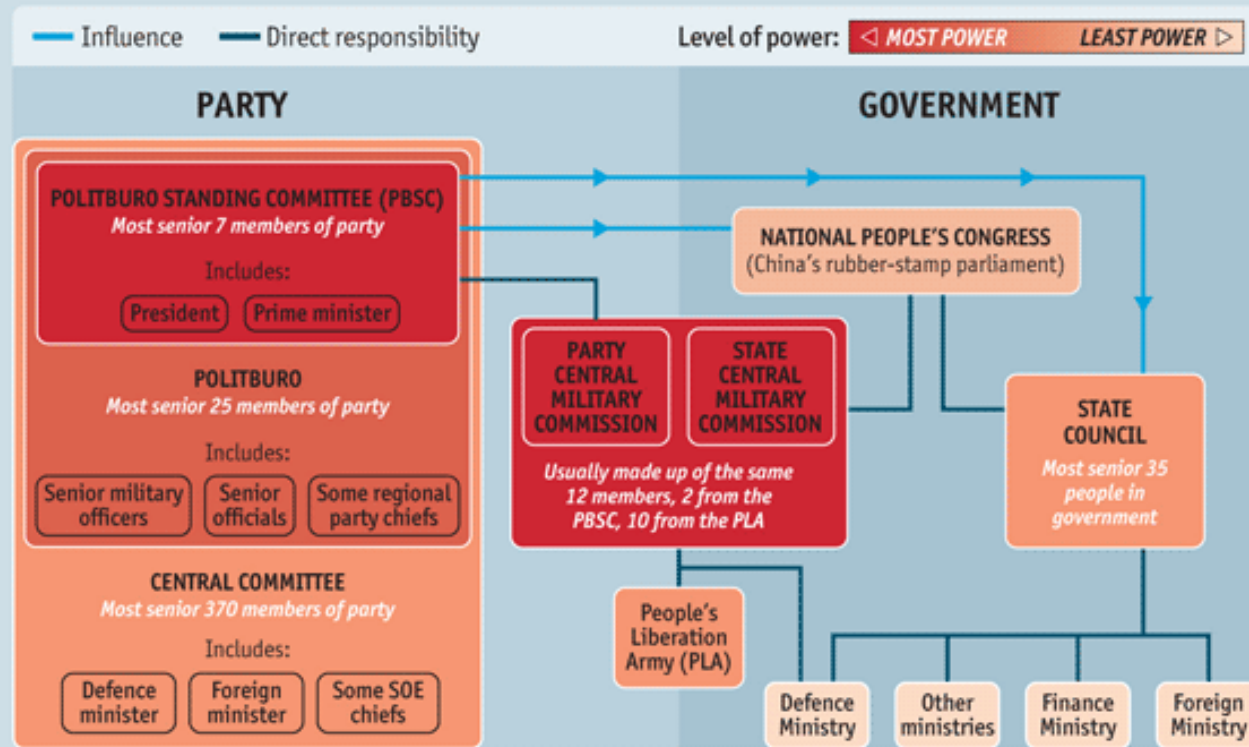 Influence
Direct responsibility
Level of power:
◁ MOST POWER
LEAST POWER ▷
PARTY
GOVERNMENT
POLITBURO STANDING COMMITTEE (PBSC)
Most senior 7 members of party
Includes:
President
Prime minister
POLITBURO
Most senior 25 members of party
Includes:
Senior military
officers
Senior
officials
Some regional
party chiefs
CENTRAL COMMITTEE
Most senior 370 members of party
Includes:
Defence
minister
Foreign
minister
Some SOE
chiefs
NATIONAL PEOPLE'S CONGRESS
(China's rubber-stamp parliament)
PARTY
CENTRAL
MILITARY
COMMISSION
STATE
CENTRAL
MILITARY
COMMISSION
Usually made up of the same
12 members, 2 from the
PBSC, 10 from the PLA
STATE
COUNCIL
Most senior 35
people in
government
People's
Liberation
Army (PLA)
Defence
Ministry
Other
ministries
Finance
Ministry
Foreign
Ministry